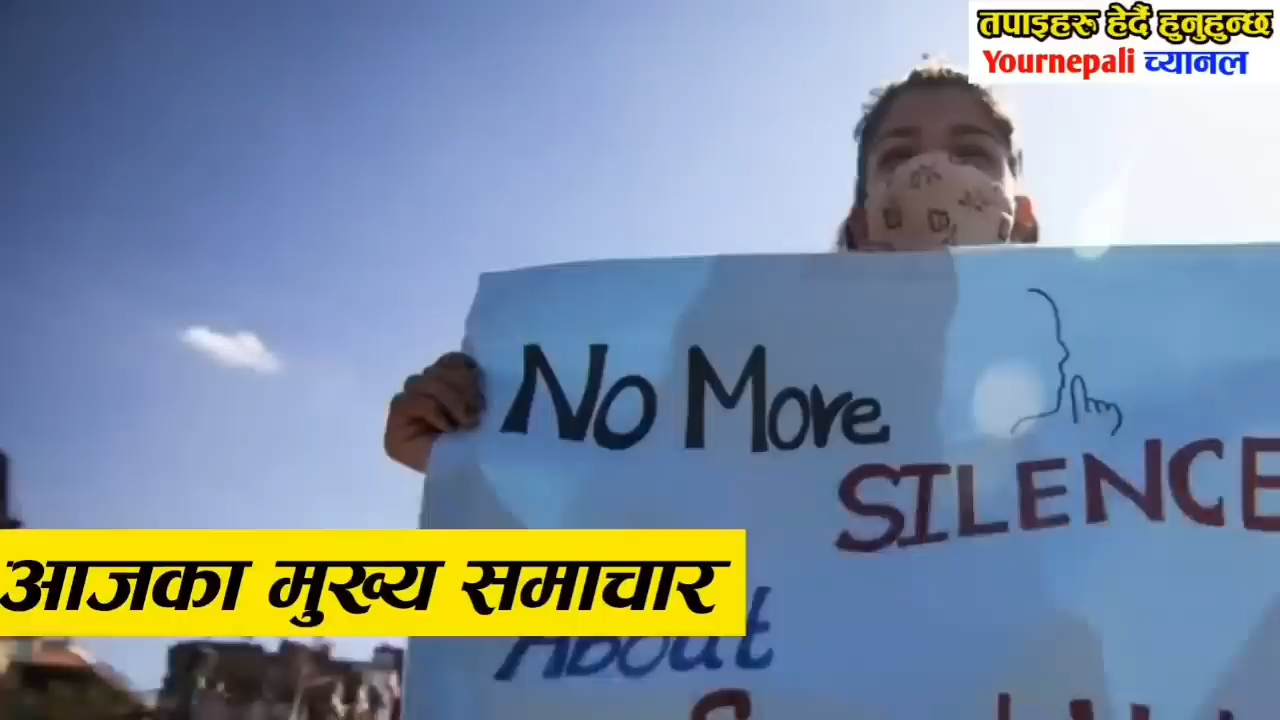 तपाइहरु हेर्दै हुनुहुन्छ
Yournepali च्यानल
No More
SILENCE
आजका मुख्य समाचार
About